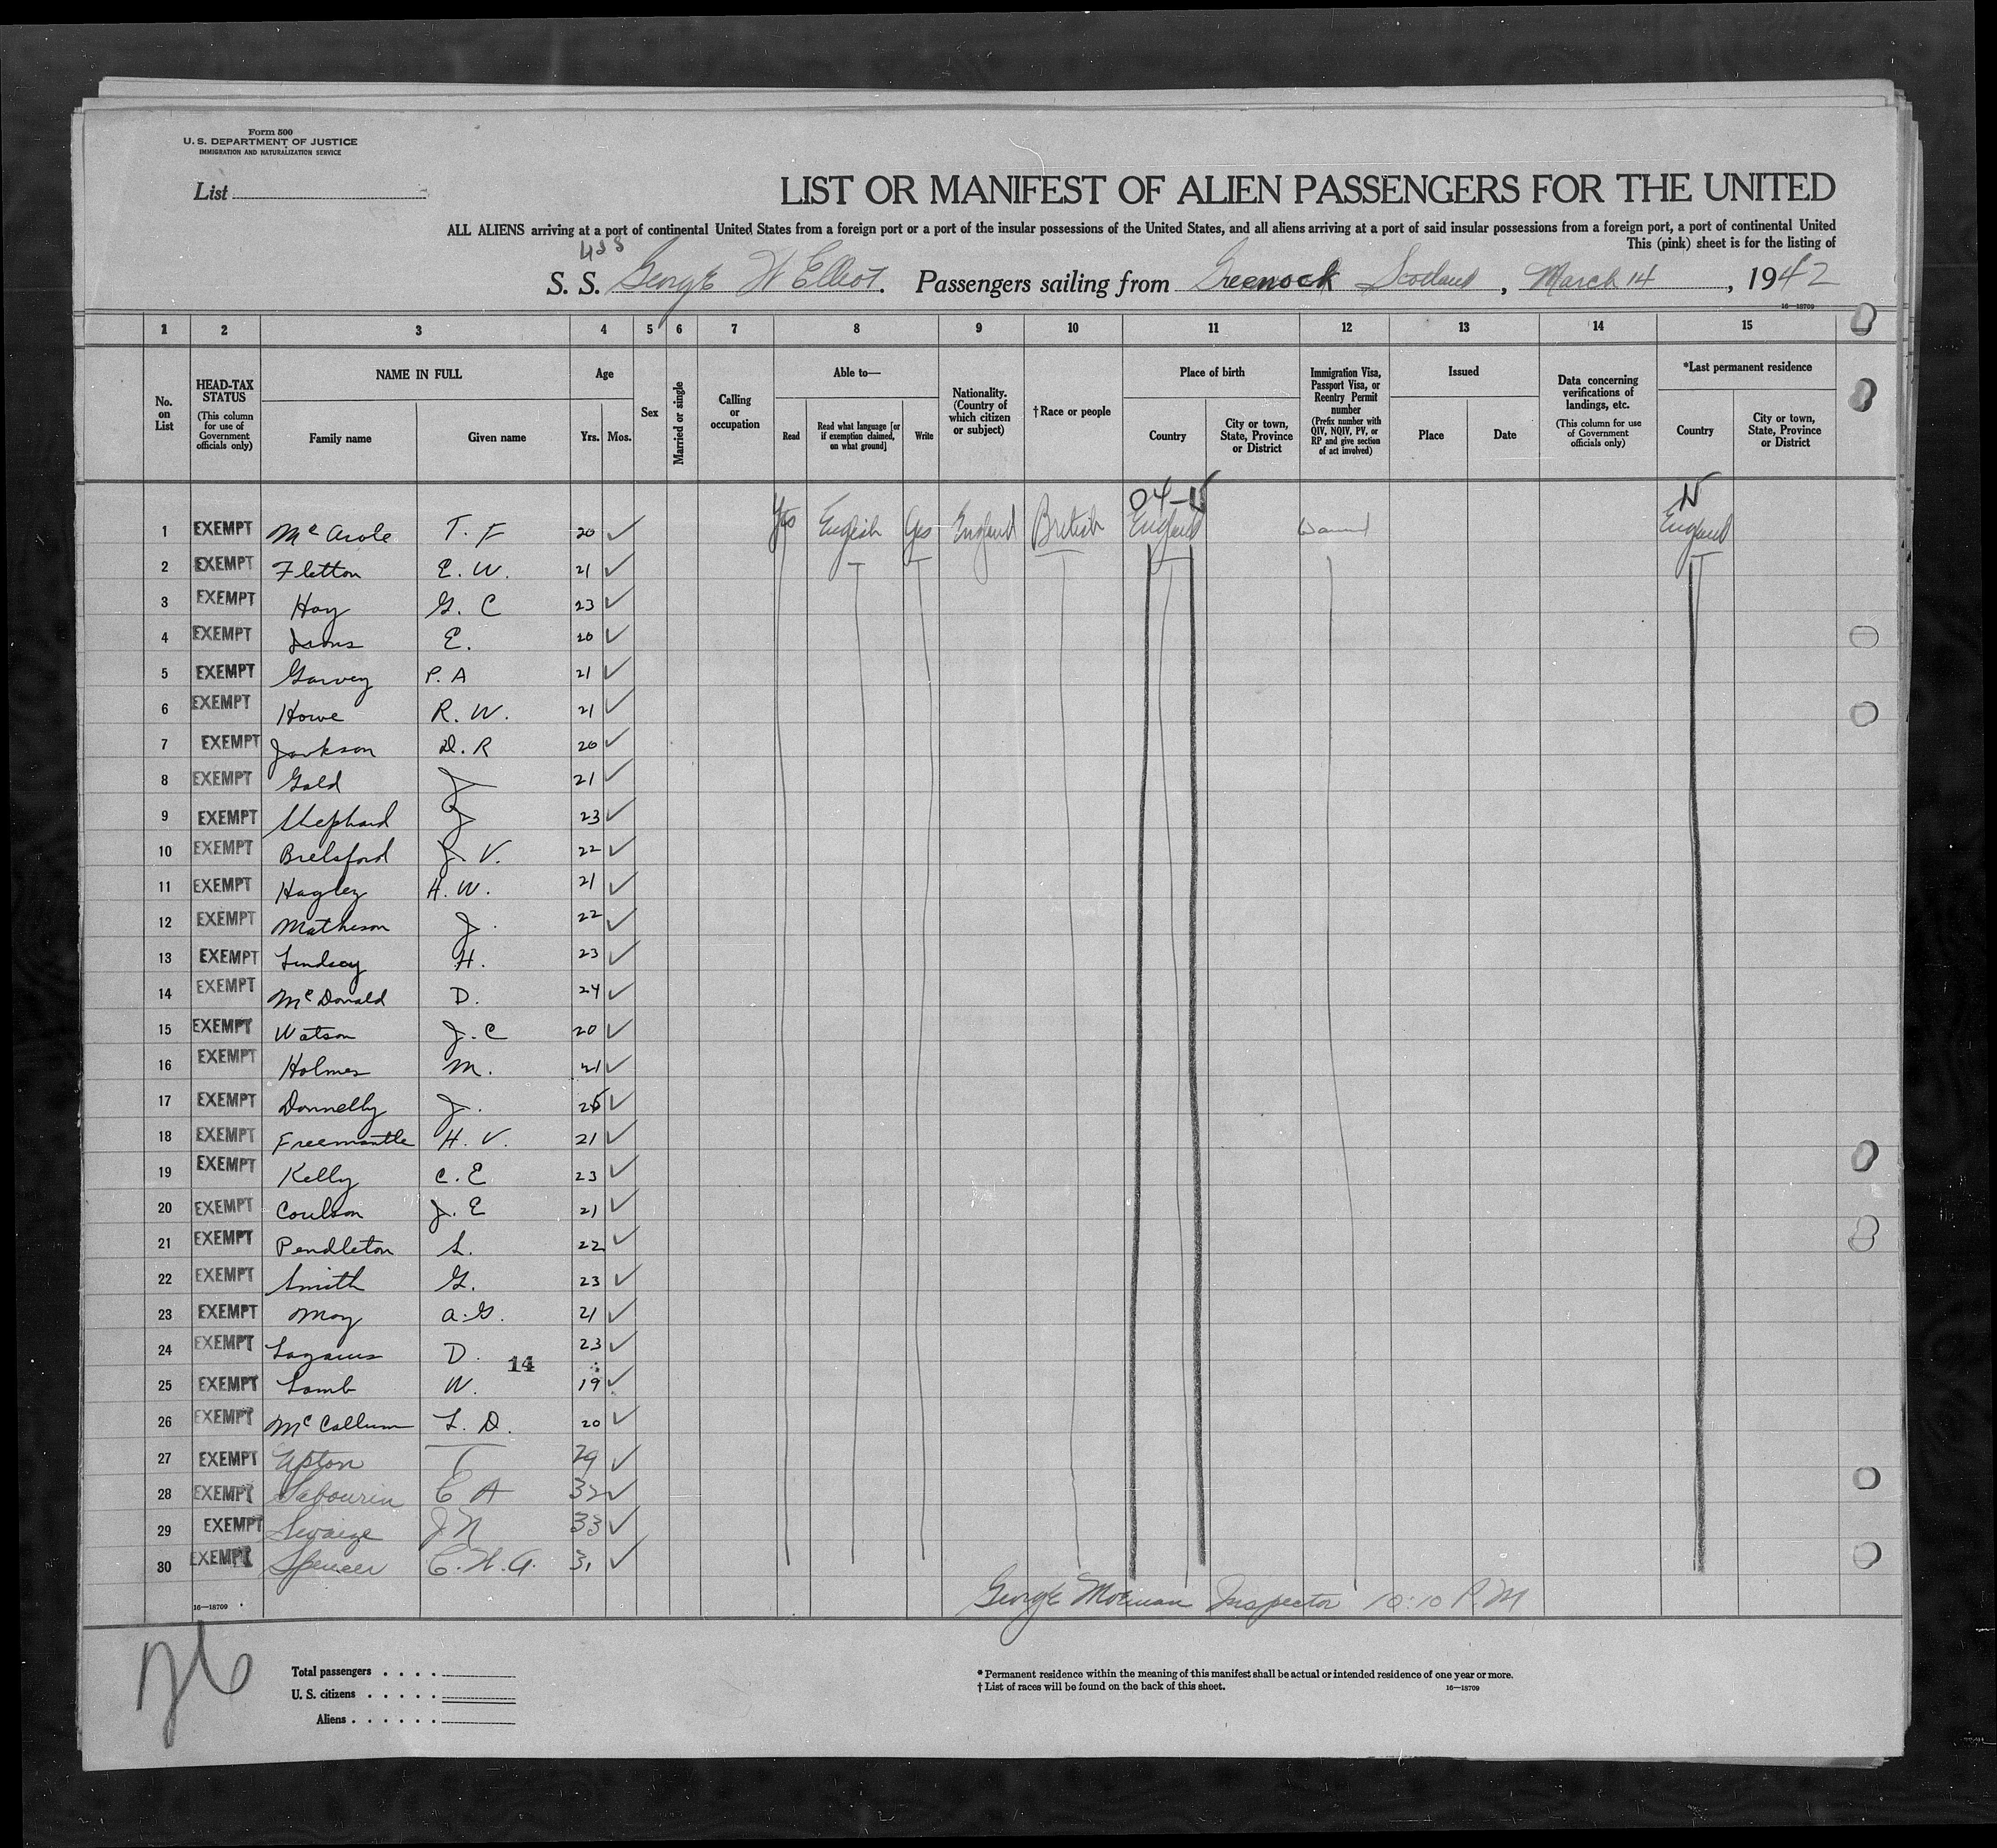 Form 500
U. S. DEPARTMENT OF JUSTICE
IMMIGRATION AND NATURALIZATION SERVICE
List
LIST OR MANIFEST OF ALIEN PASSENGERS FOR THE UNITED
ALL ALIENS arriving at a port of continental United States from a foreign port or a port of the insular possessions of the United States, and all aliens arriving at a port of said insular possessions from a foreign port, a port of continental United
This (pink) sheet is for the listing of
S. S. George W Elliot. Passengers sailing from Greenock Scotland, March 14, 1942
16—18709
1 2 3 4 5 6 7 8 9 10 11 12 13 14 15
No. on List
HEAD-TAX STATUS (This column for use of Government officials only)
NAME IN FULL
Family name Given name
Age
Yrs. Mos.
Sex
Married or single
Calling or occupation
Able to—
Read
Read what language [or if exemption claimed, on what ground]
Write
Nationality. (Country of which citizen or subject)
† Race or people
Place of birth
Country
City or town, State, Province or District
Immigration Visa, Passport Visa, or Reentry Permit number (Prefix number with QIV, NQIV, PV, or RP and give section of act involved)
Issued
Place Date
Data concerning verifications of landings, etc. (This column for use of Government officials only)
*Last permanent residence
Country
City or town, State, Province or District
04-N N
1 EXEMPT McArole T. F 20 ✓ Yes English Yes England British England England
2 EXEMPT Fletton E. W. 21 ✓
3 EXEMPT Hoy G. C 23 ✓
4 EXEMPT E. 20 ✓
5 EXEMPT Garvey P. A 21 ✓
6 EXEMPT Howe R. W. 21 ✓
7 EXEMPT Jackson D. R 20 ✓
8 EXEMPT Gold J 21 ✓
9 EXEMPT Shephard J 23 ✓
10 EXEMPT Brelsford J V. 22 ✓
11 EXEMPT Hagley H. W. 21 ✓
12 EXEMPT Matheson J. 22 ✓
13 EXEMPT Lindsay H. 23 ✓
14 EXEMPT McDonald D. 24 ✓
15 EXEMPT Watson J. C 20 ✓
16 EXEMPT Holmes M. 21 ✓
17 EXEMPT Donnelly J. 25 ✓
18 EXEMPT Freemantle H. V. 21 ✓
19 EXEMPT Kelly C. E 23 ✓
20 EXEMPT Coulson J. E 21 ✓
21 EXEMPT Pendleton S. 22 ✓
22 EXEMPT Smith G. 23 ✓
23 EXEMPT Moy A. G. 21 ✓
24 EXEMPT Lazarus D. 23 ✓
14
25 EXEMPT Lamb W. 19 ✓
26 EXEMPT McCallum L. D. 20 ✓
27 EXEMPT Upton T 29 ✓
28 EXEMPT Sabourin E A 32 ✓
29 EXEMPT Swaize J N 33 ✓
30 EXEMPT Spencer C. H. A. 31 ✓
16—18709
George Morman Inspector 10:10 P.M
Total passengers . . . .
U. S. citizens . . . . .
Aliens . . . . . .
* Permanent residence within the meaning of this manifest shall be actual or intended residence of one year or more.
† List of races will be found on the back of this sheet.
16—18709